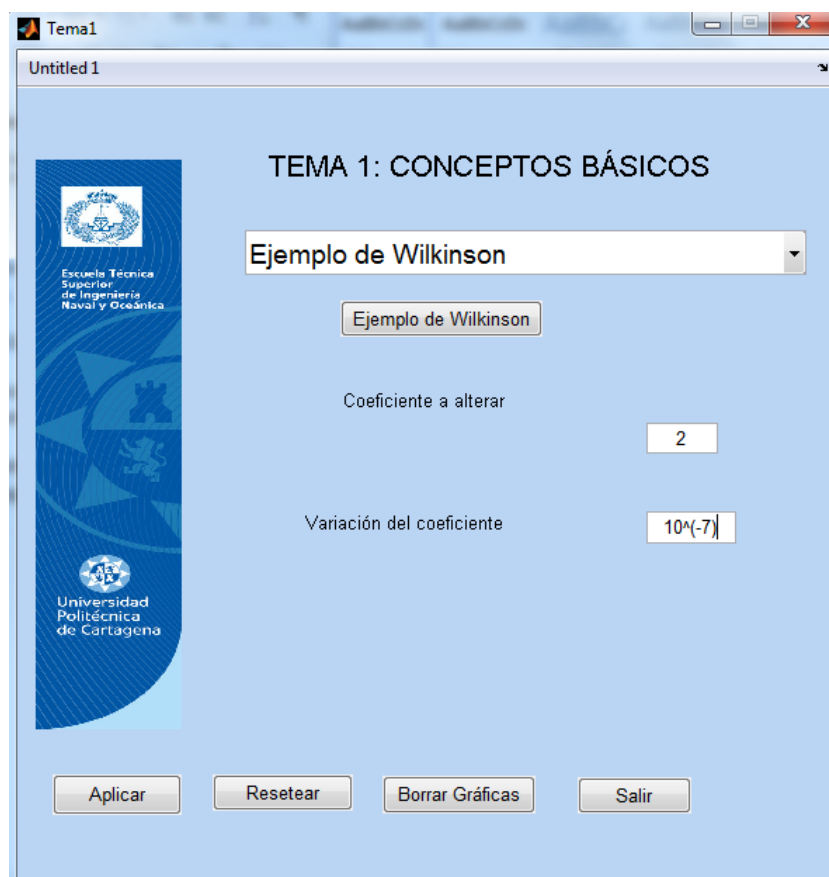 Tema1
Untitled 1
TEMA 1: CONCEPTOS BÁSICOS
Ejemplo de Wilkinson
Escuela Técnica
Superior
de Ingeniería
Naval y Oceánica
Ejemplo de Wilkinson
Coeficiente a alterar
2
Variación del coeficiente
10^(-7)
Universidad
Politécnica
de Cartagena
Aplicar
Resetear
Borrar Gráficas
Salir